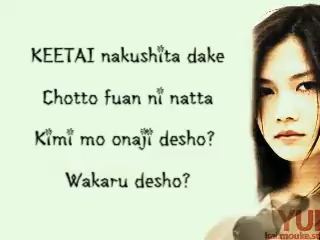 KEETAI nakushita dake
Chotto fuan ni natta
Kimi mo onaji desho?
Wakaru desho?
YUI